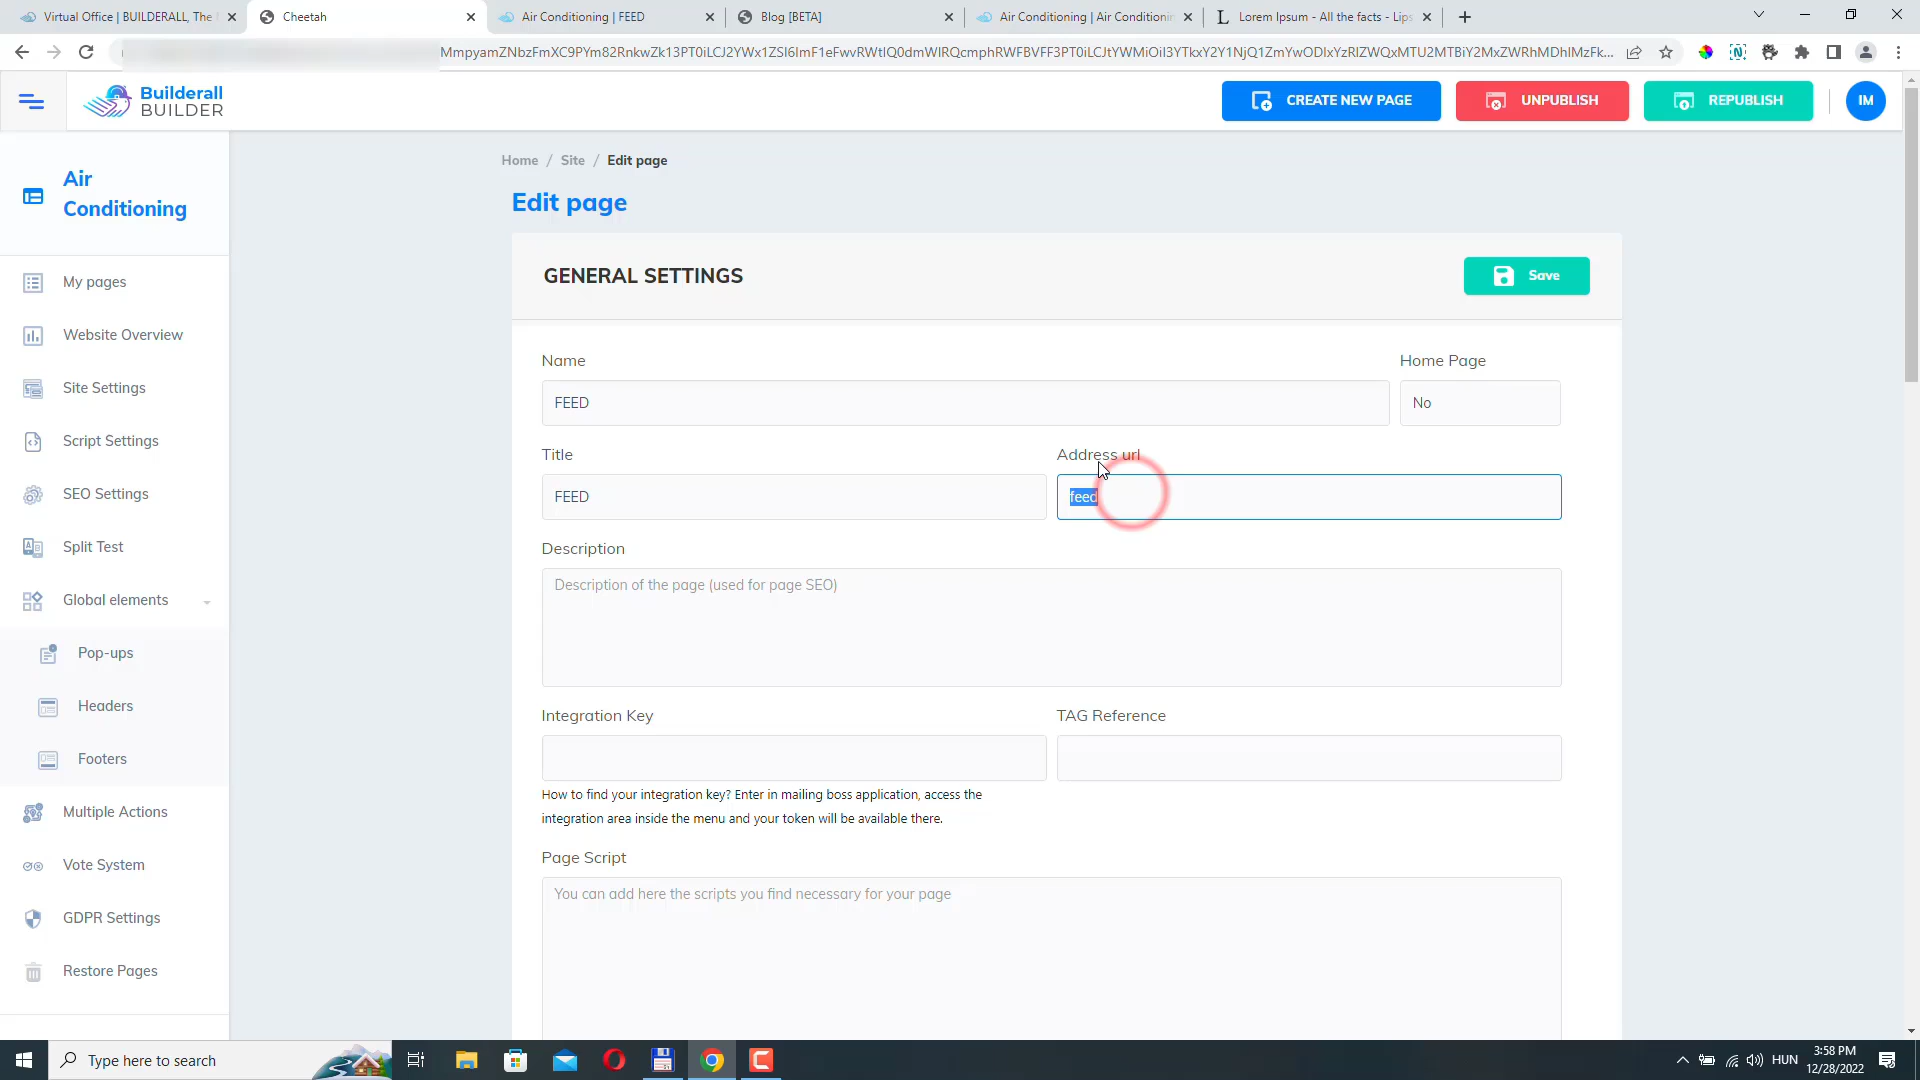 Virtual Office | BUILDERALL, The
Cheetah
Air Conditioning | FEED
Blog [BETA]
Air Conditioning | Air Conditionin
Lorem Ipsum - All the facts - Lips
Builderall
BUILDER
CREATE NEW PAGE
UNPUBLISH
REPUBLISH
IM
Air
Conditioning
My pages
Website Overview
Site Settings
Script Settings
SEO Settings
Split Test
Global elements
Pop-ups
Headers
Footers
Multiple Actions
Vote System
GDPR Settings
Restore Pages
Home / Site / Edit page
Edit page
GENERAL SETTINGS
Save
Name
Home Page
FEED
No
Title
Address url
FEED
feed
Description
Description of the page (used for page SEO)
Integration Key
TAG Reference
How to find your integration key? Enter in mailing boss application, access the
integration area inside the menu and your token will be available there.
Page Script
You can add here the scripts you find necessary for your page
Type here to search
HUN
3:58 PM
12/28/2022